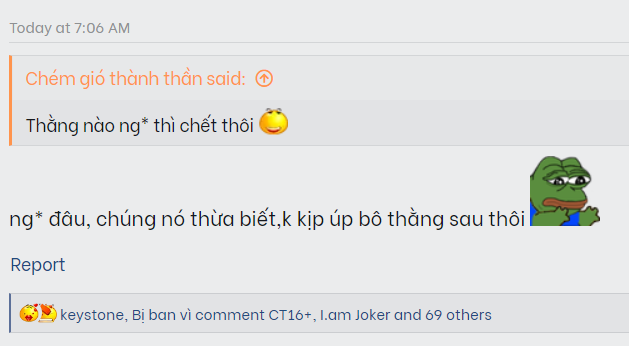 Today at 7:06 AM
Chém gió thành thần said:
Thằng nào ng* thì chết thôi
ng* đâu, chúng nó thừa biết,k kịp úp bô thằng sau thôi
Report
keystone, Bị ban vì comment CT16+, I.am Joker and 69 others